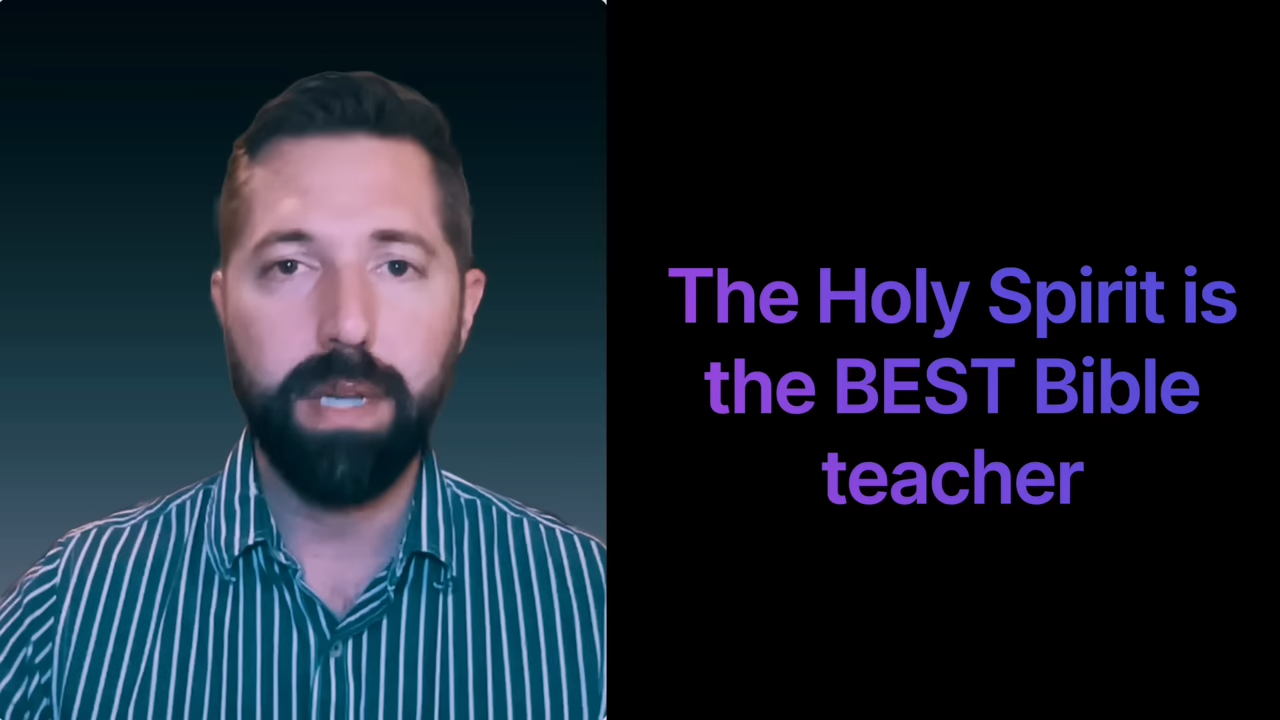 The Holy Spirit is
the BEST Bible
teacher